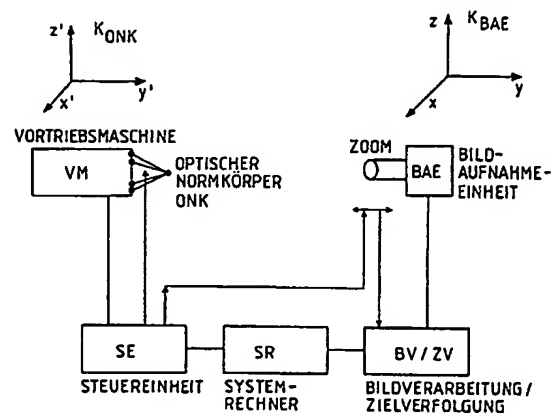 z' K_ONK
y'
x'
z K_BAE
y
x
VORTRIEBSMASCHINE
VM
OPTISCHER
NORMKÖRPER
ONK
ZOOM
BAE
BILD-
AUFNAHME-
EINHEIT
SE
STEUEREINHEIT
SR
SYSTEM-
RECHNER
BV / ZV
BILDVERARBEITUNG /
ZIELVERFOLGUNG